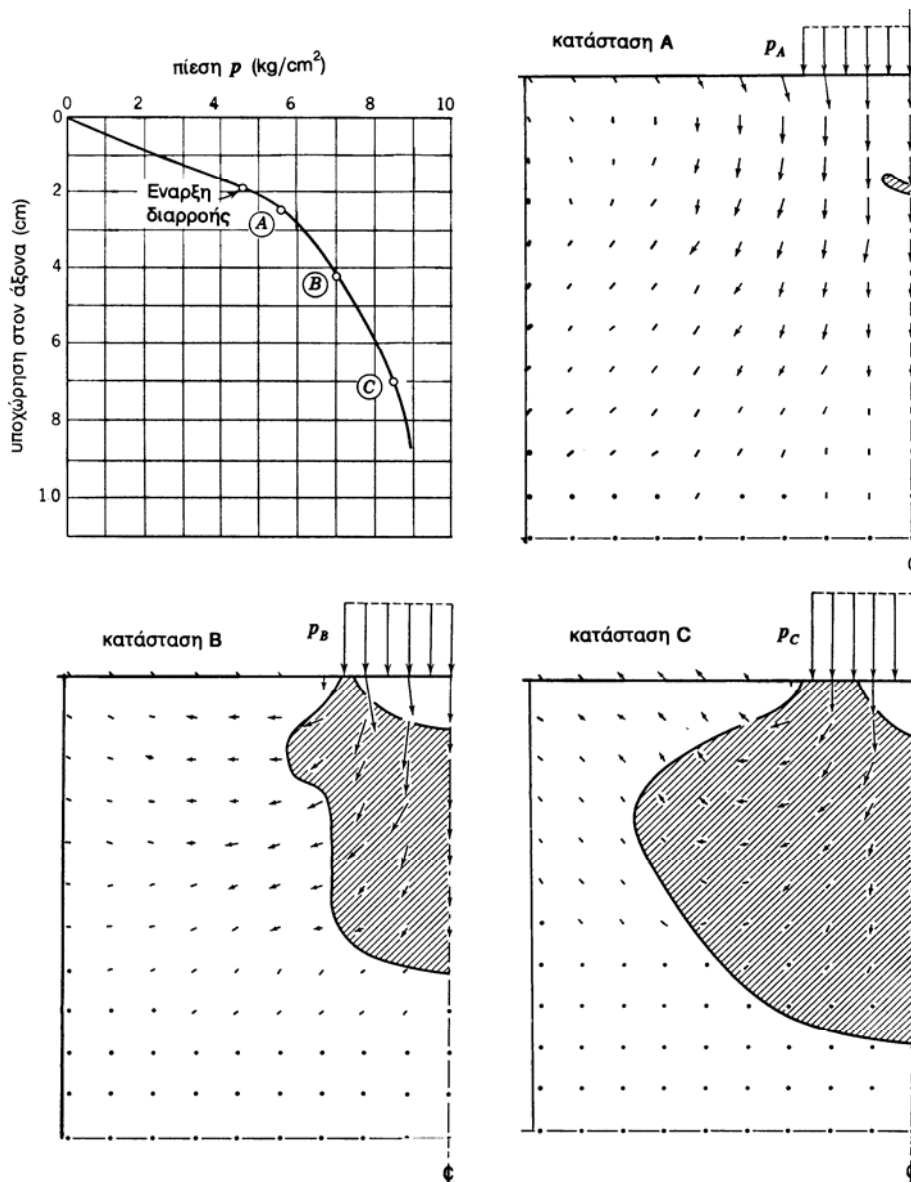 πίεση p (kg/cm²)
0 2 4 6 8 10
υποχώρηση στον άξονα (cm)
0
2
4
6
8
10
Εναρξη
διαρροής
A
B
C
κατάσταση A
p_A
κατάσταση B
p_B
℄
κατάσταση C
p_C